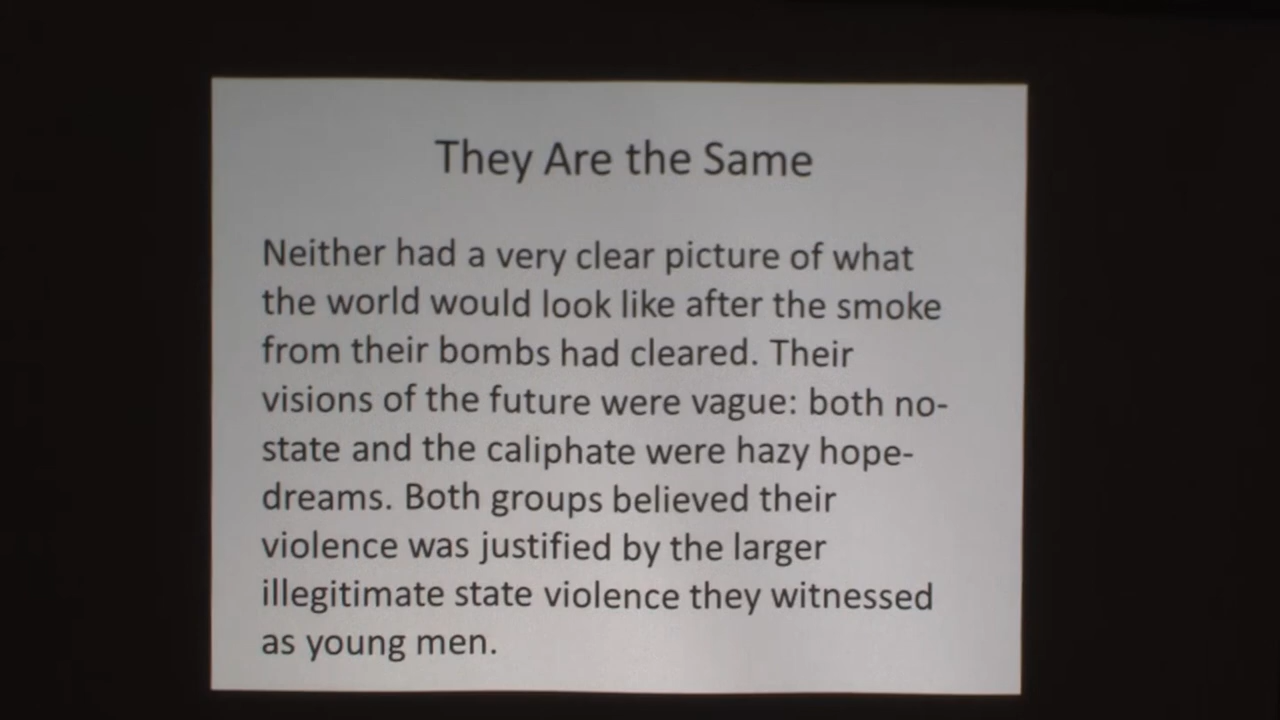 They Are the Same
Neither had a very clear picture of what
the world would look like after the smoke
from their bombs had cleared. Their
visions of the future were vague: both no-
state and the caliphate were hazy hope-
dreams. Both groups believed their
violence was justified by the larger
illegitimate state violence they witnessed
as young men.